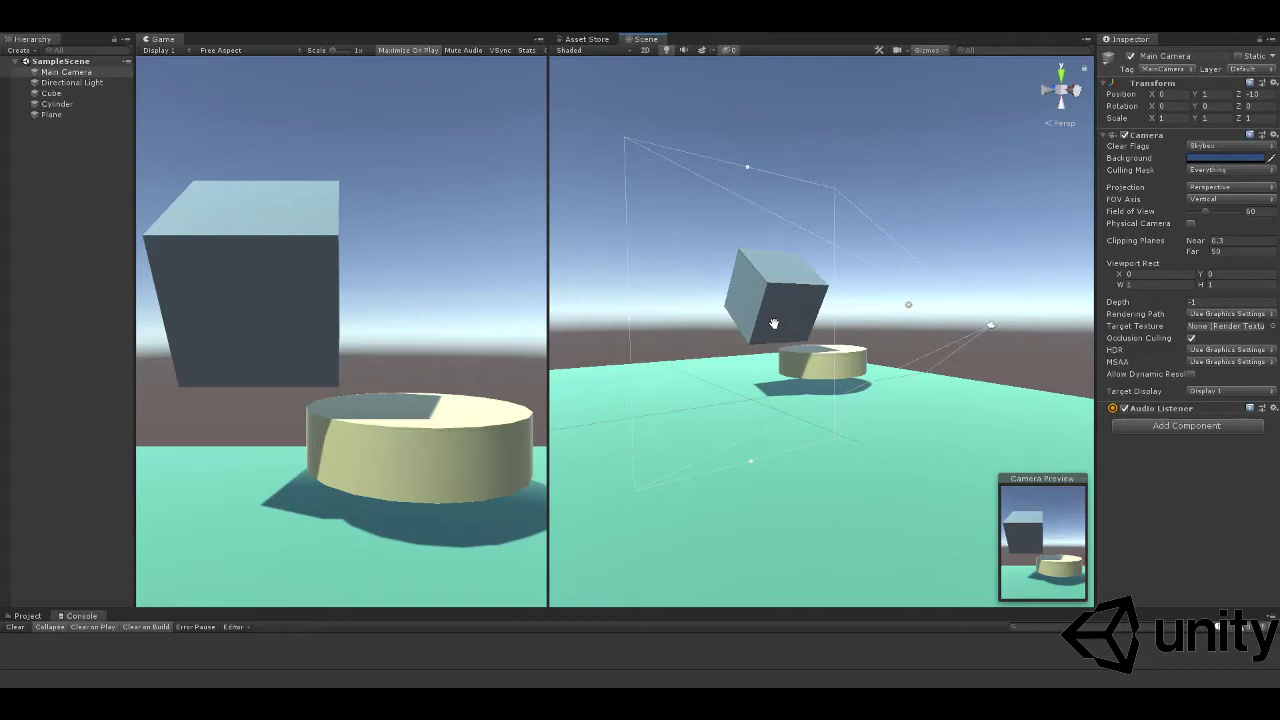 Hierarchy
Create
All
SampleScene
Main Camera
Directional Light
Cube
Cylinder
Plane
Game
Display 1
Free Aspect
Scale
1x
Maximize On Play
Mute Audio
VSync
Stats
Asset Store
Scene
Shaded
2D
0
Gizmos
All
y
Persp
Camera Preview
Inspector
Main Camera
Static
Tag
MainCamera
Layer
Default
Transform
Position X 0 Y 1 Z -10
Rotation X 0 Y 0 Z 0
Scale X 1 Y 1 Z 1
Camera
Clear Flags Skybox
Background
Culling Mask Everything
Projection Perspective
FOV Axis Vertical
Field of View 60
Physical Camera
Clipping Planes Near 0.3
Far 50
Viewport Rect
X 0 Y 0
W 1 H 1
Depth -1
Rendering Path Use Graphics Settings
Target Texture None (Render Textu
Occlusion Culling
HDR Use Graphics Settings
MSAA Use Graphics Settings
Allow Dynamic Resol
Target Display Display 1
Audio Listener
Add Component
Project
Console
Clear
Collapse
Clear on Play
Clear on Build
Error Pause
Editor
unity